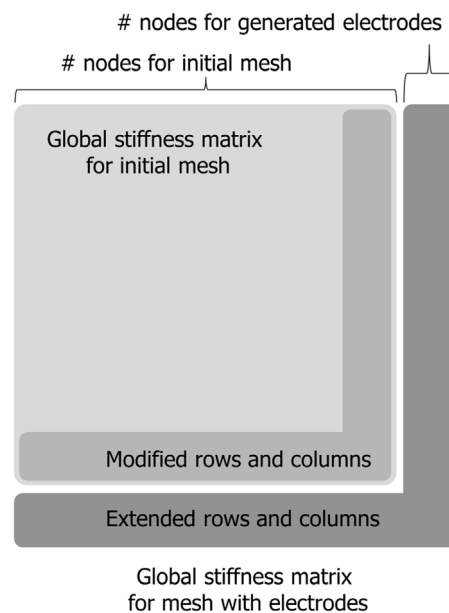 # nodes for generated electrodes
# nodes for initial mesh
Global stiffness matrix
for initial mesh
Modified rows and columns
Extended rows and columns
Global stiffness matrix
for mesh with electrodes